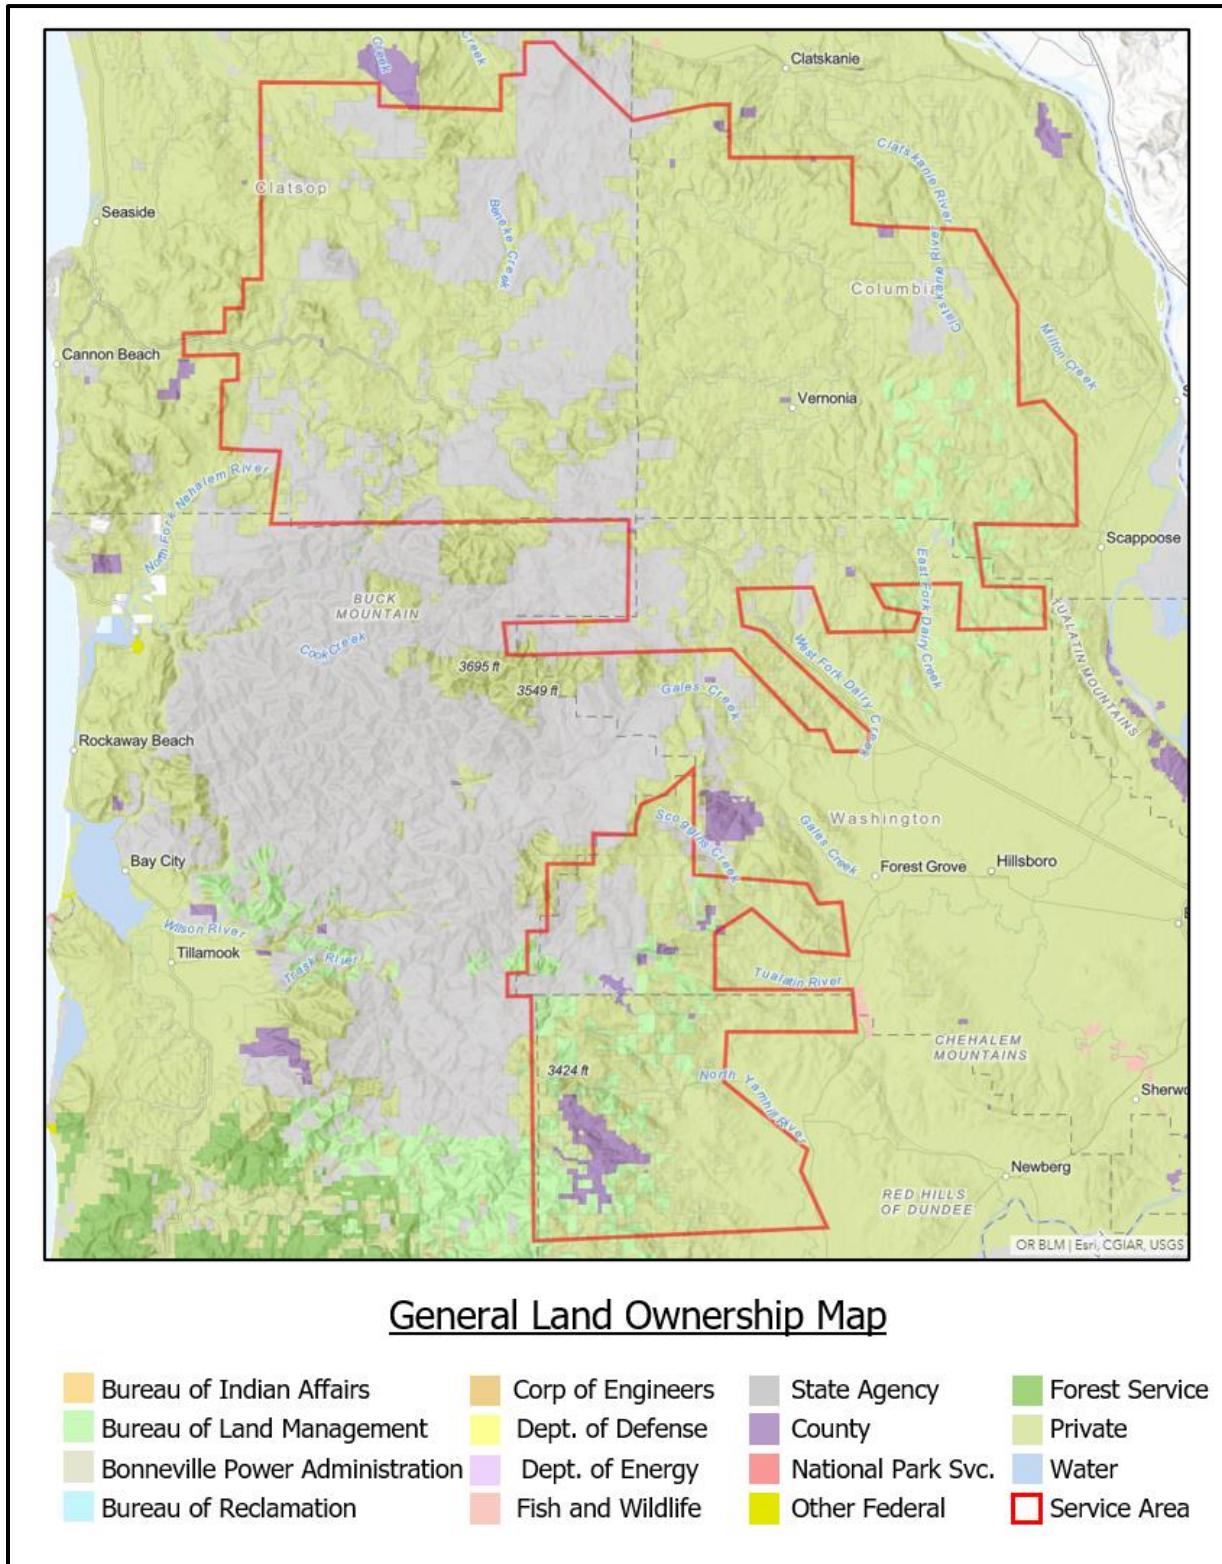 Creek
Creek
Clatskanie
Clatskanie River
Clatsop
Beneke Creek
Seaside
Columbia
Clatskanie River
Milton Creek
Cannon Beach
Vernonia
S
North Fork Nehalem River
Scappoose
BUCK
MOUNTAIN
East Fork Dairy Creek
TUALATIN MOUNTAINS
Cook Creek
West Fork Dairy Creek
3695 ft
3549 ft
Gales Creek
Rockaway Beach
Scoggins Creek
Washington
Gales Creek
Bay City
Forest Grove
Hillsboro
Wilson River
Tillamook
Trask River
Tualatin River
CHEHALEM
MOUNTAINS
3424 ft
North Yamhill River
Sherwo
Newberg
RED HILLS
OF DUNDEE
OR BLM | Esri, CGIAR, USGS
General Land Ownership Map
Bureau of Indian Affairs
Bureau of Land Management
Bonneville Power Administration
Bureau of Reclamation
Corp of Engineers
Dept. of Defense
Dept. of Energy
Fish and Wildlife
State Agency
County
National Park Svc.
Other Federal
Forest Service
Private
Water
Service Area